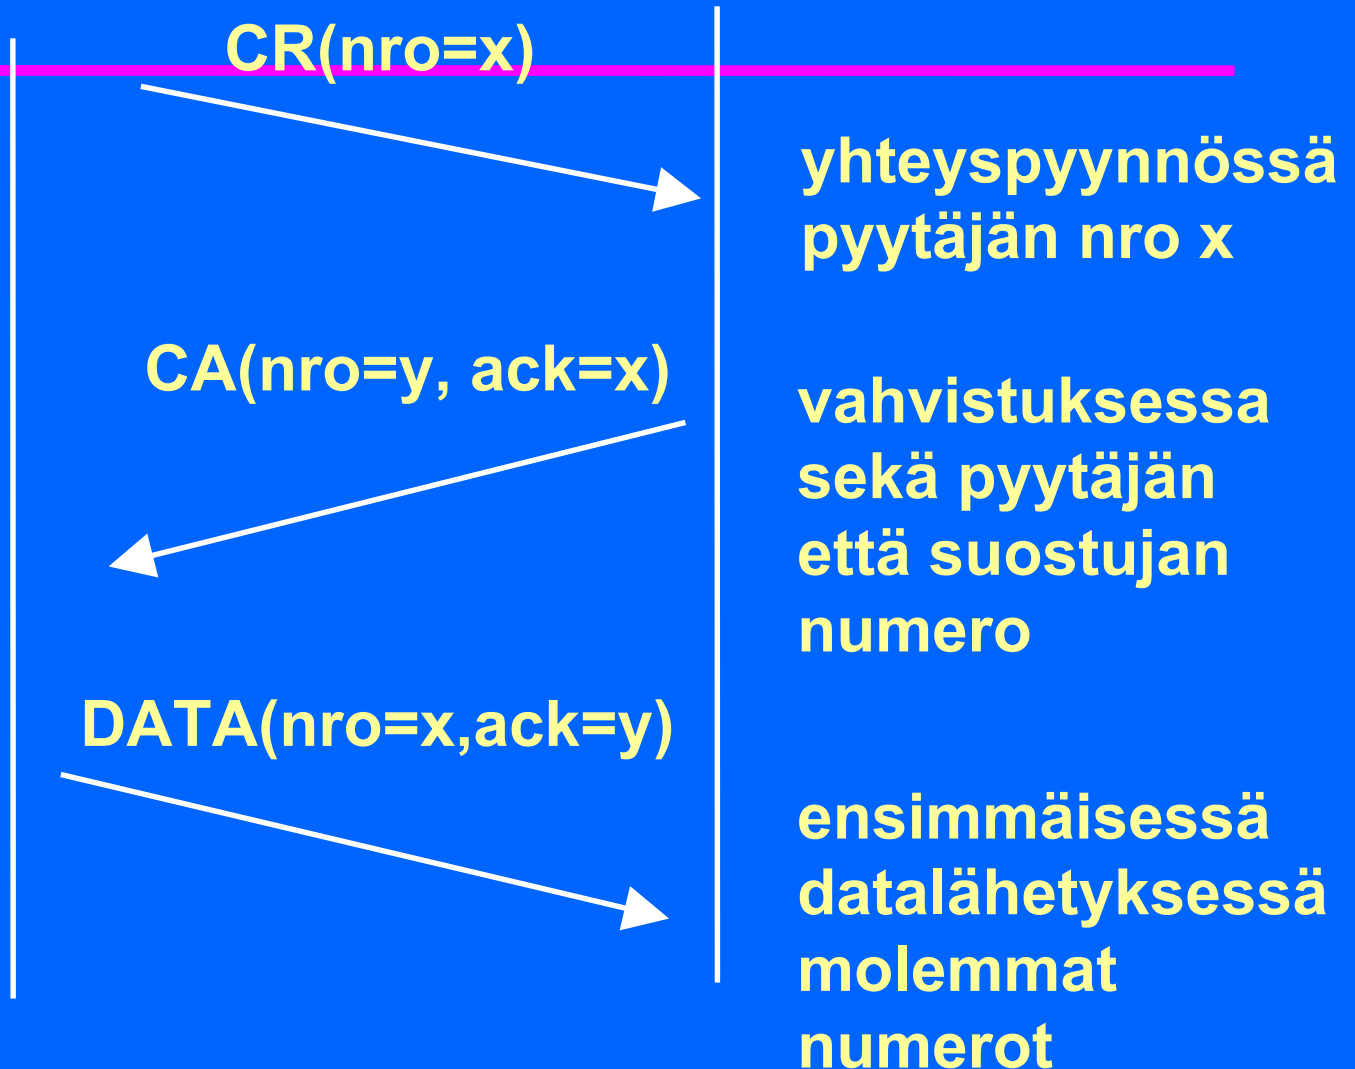 CR(nro=x)
yhteyspyynnössä
pyytäjän nro x
CA(nro=y, ack=x)
vahvistuksessa
sekä pyytäjän
että suostujan
numero
DATA(nro=x,ack=y)
ensimmäisessä
datalähetyksessä
molemmat
numerot